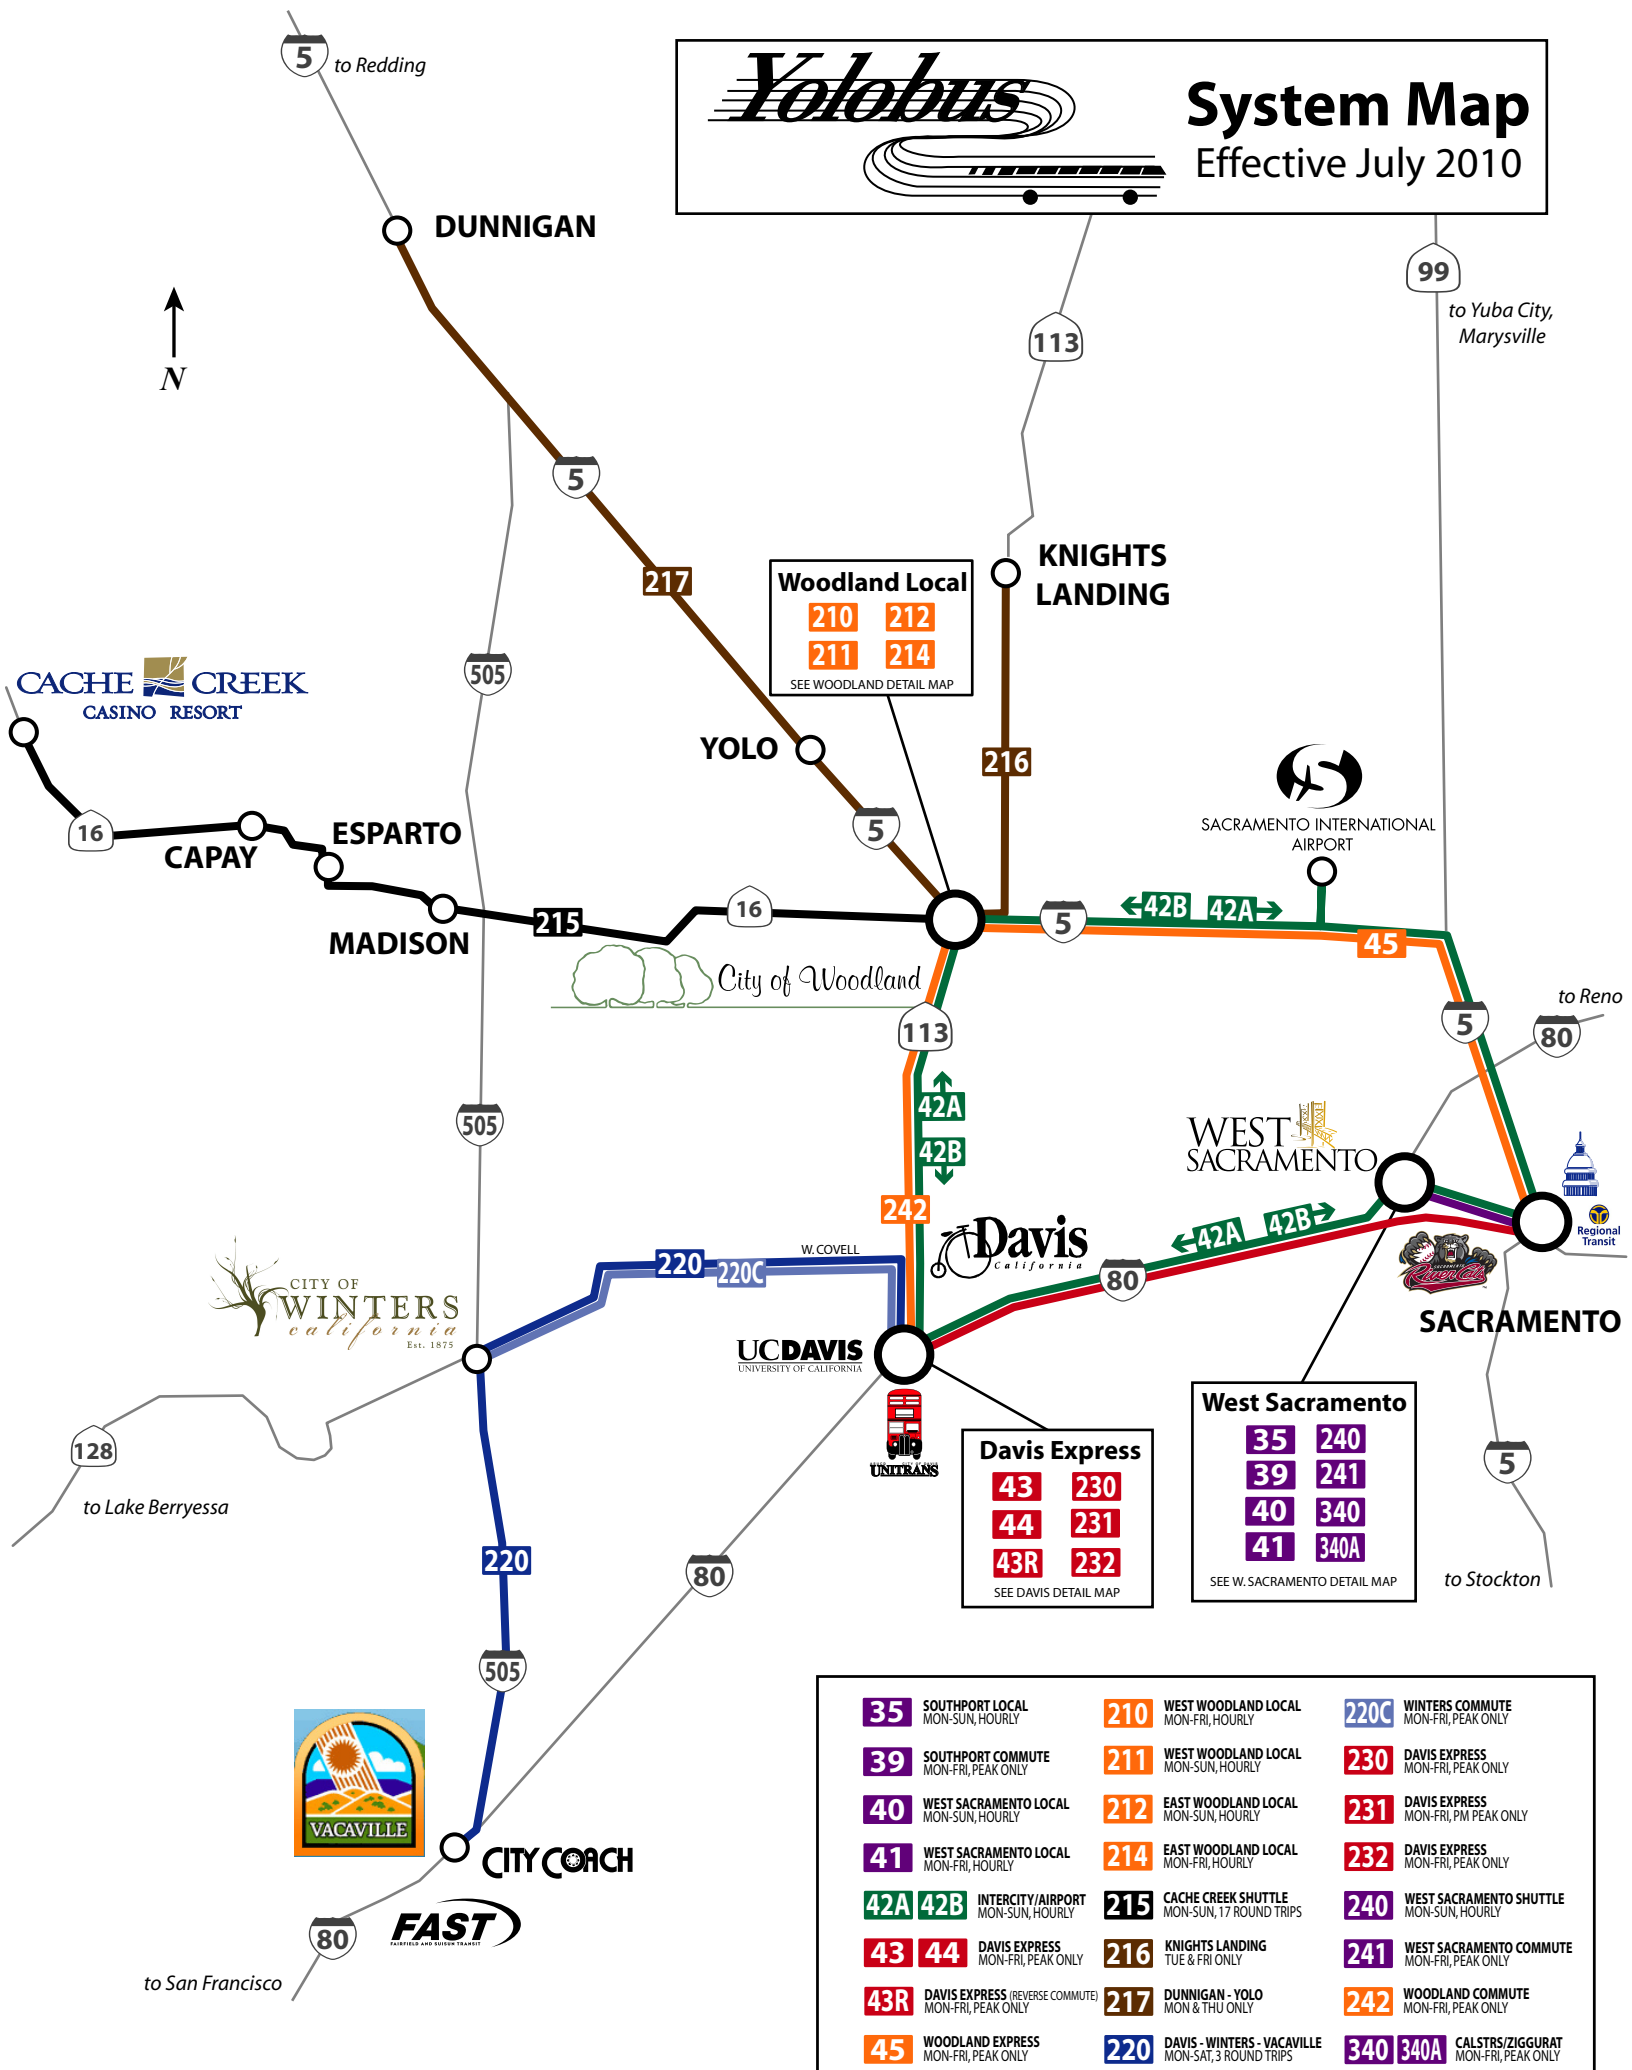 Yolobus
System Map
Effective July 2010
5
to Redding
DUNNIGAN
N
113
99
to Yuba City,
Marysville
5
217
Woodland Local
210 212
211 214
SEE WOODLAND DETAIL MAP
KNIGHTS
LANDING
216
505
CACHE CREEK
CASINO RESORT
YOLO
5
16
CAPAY
ESPARTO
MADISON
215
16
SACRAMENTO INTERNATIONAL
AIRPORT
42B 42A
5
45
City of Woodland
113
5
to Reno
80
42A
42B
242
505
WEST
SACRAMENTO
42A 42B
80
Regional
Transit
SACRAMENTO
River Cats
SACRAMENTO
Davis
California
W. COVELL
220
220C
CITY OF
WINTERS
california
Est. 1875
UCDAVIS
UNIVERSITY OF CALIFORNIA
UNITRANS
128
to Lake Berryessa
220
80
Davis Express
43 230
44 231
43R 232
SEE DAVIS DETAIL MAP
West Sacramento
35 240
39 241
40 340
41 340A
SEE W. SACRAMENTO DETAIL MAP
5
to Stockton
505
VACAVILLE
CITY COACH
FAST
FAIRFIELD AND SUISUN TRANSIT
80
to San Francisco
35 SOUTHPORT LOCAL
MON-SUN, HOURLY
39 SOUTHPORT COMMUTE
MON-FRI, PEAK ONLY
40 WEST SACRAMENTO LOCAL
MON-SUN, HOURLY
41 WEST SACRAMENTO LOCAL
MON-FRI, HOURLY
42A 42B INTERCITY/AIRPORT
MON-SUN, HOURLY
43 44 DAVIS EXPRESS
MON-FRI, PEAK ONLY
43R DAVIS EXPRESS (REVERSE COMMUTE)
MON-FRI, PEAK ONLY
45 WOODLAND EXPRESS
MON-FRI, PEAK ONLY
210 WEST WOODLAND LOCAL
MON-FRI, HOURLY
211 WEST WOODLAND LOCAL
MON-SUN, HOURLY
212 EAST WOODLAND LOCAL
MON-SUN, HOURLY
214 EAST WOODLAND LOCAL
MON-FRI, HOURLY
215 CACHE CREEK SHUTTLE
MON-SUN, 17 ROUND TRIPS
216 KNIGHTS LANDING
TUE & FRI ONLY
217 DUNNIGAN - YOLO
MON & THU ONLY
220 DAVIS - WINTERS - VACAVILLE
MON-SAT, 3 ROUND TRIPS
220C WINTERS COMMUTE
MON-FRI, PEAK ONLY
230 DAVIS EXPRESS
MON-FRI, PEAK ONLY
231 DAVIS EXPRESS
MON-FRI, PM PEAK ONLY
232 DAVIS EXPRESS
MON-FRI, PEAK ONLY
240 WEST SACRAMENTO SHUTTLE
MON-SUN, HOURLY
241 WEST SACRAMENTO COMMUTE
MON-FRI, PEAK ONLY
242 WOODLAND COMMUTE
MON-FRI, PEAK ONLY
340 340A CALSTRS/ZIGGURAT
MON-FRI, PEAK ONLY